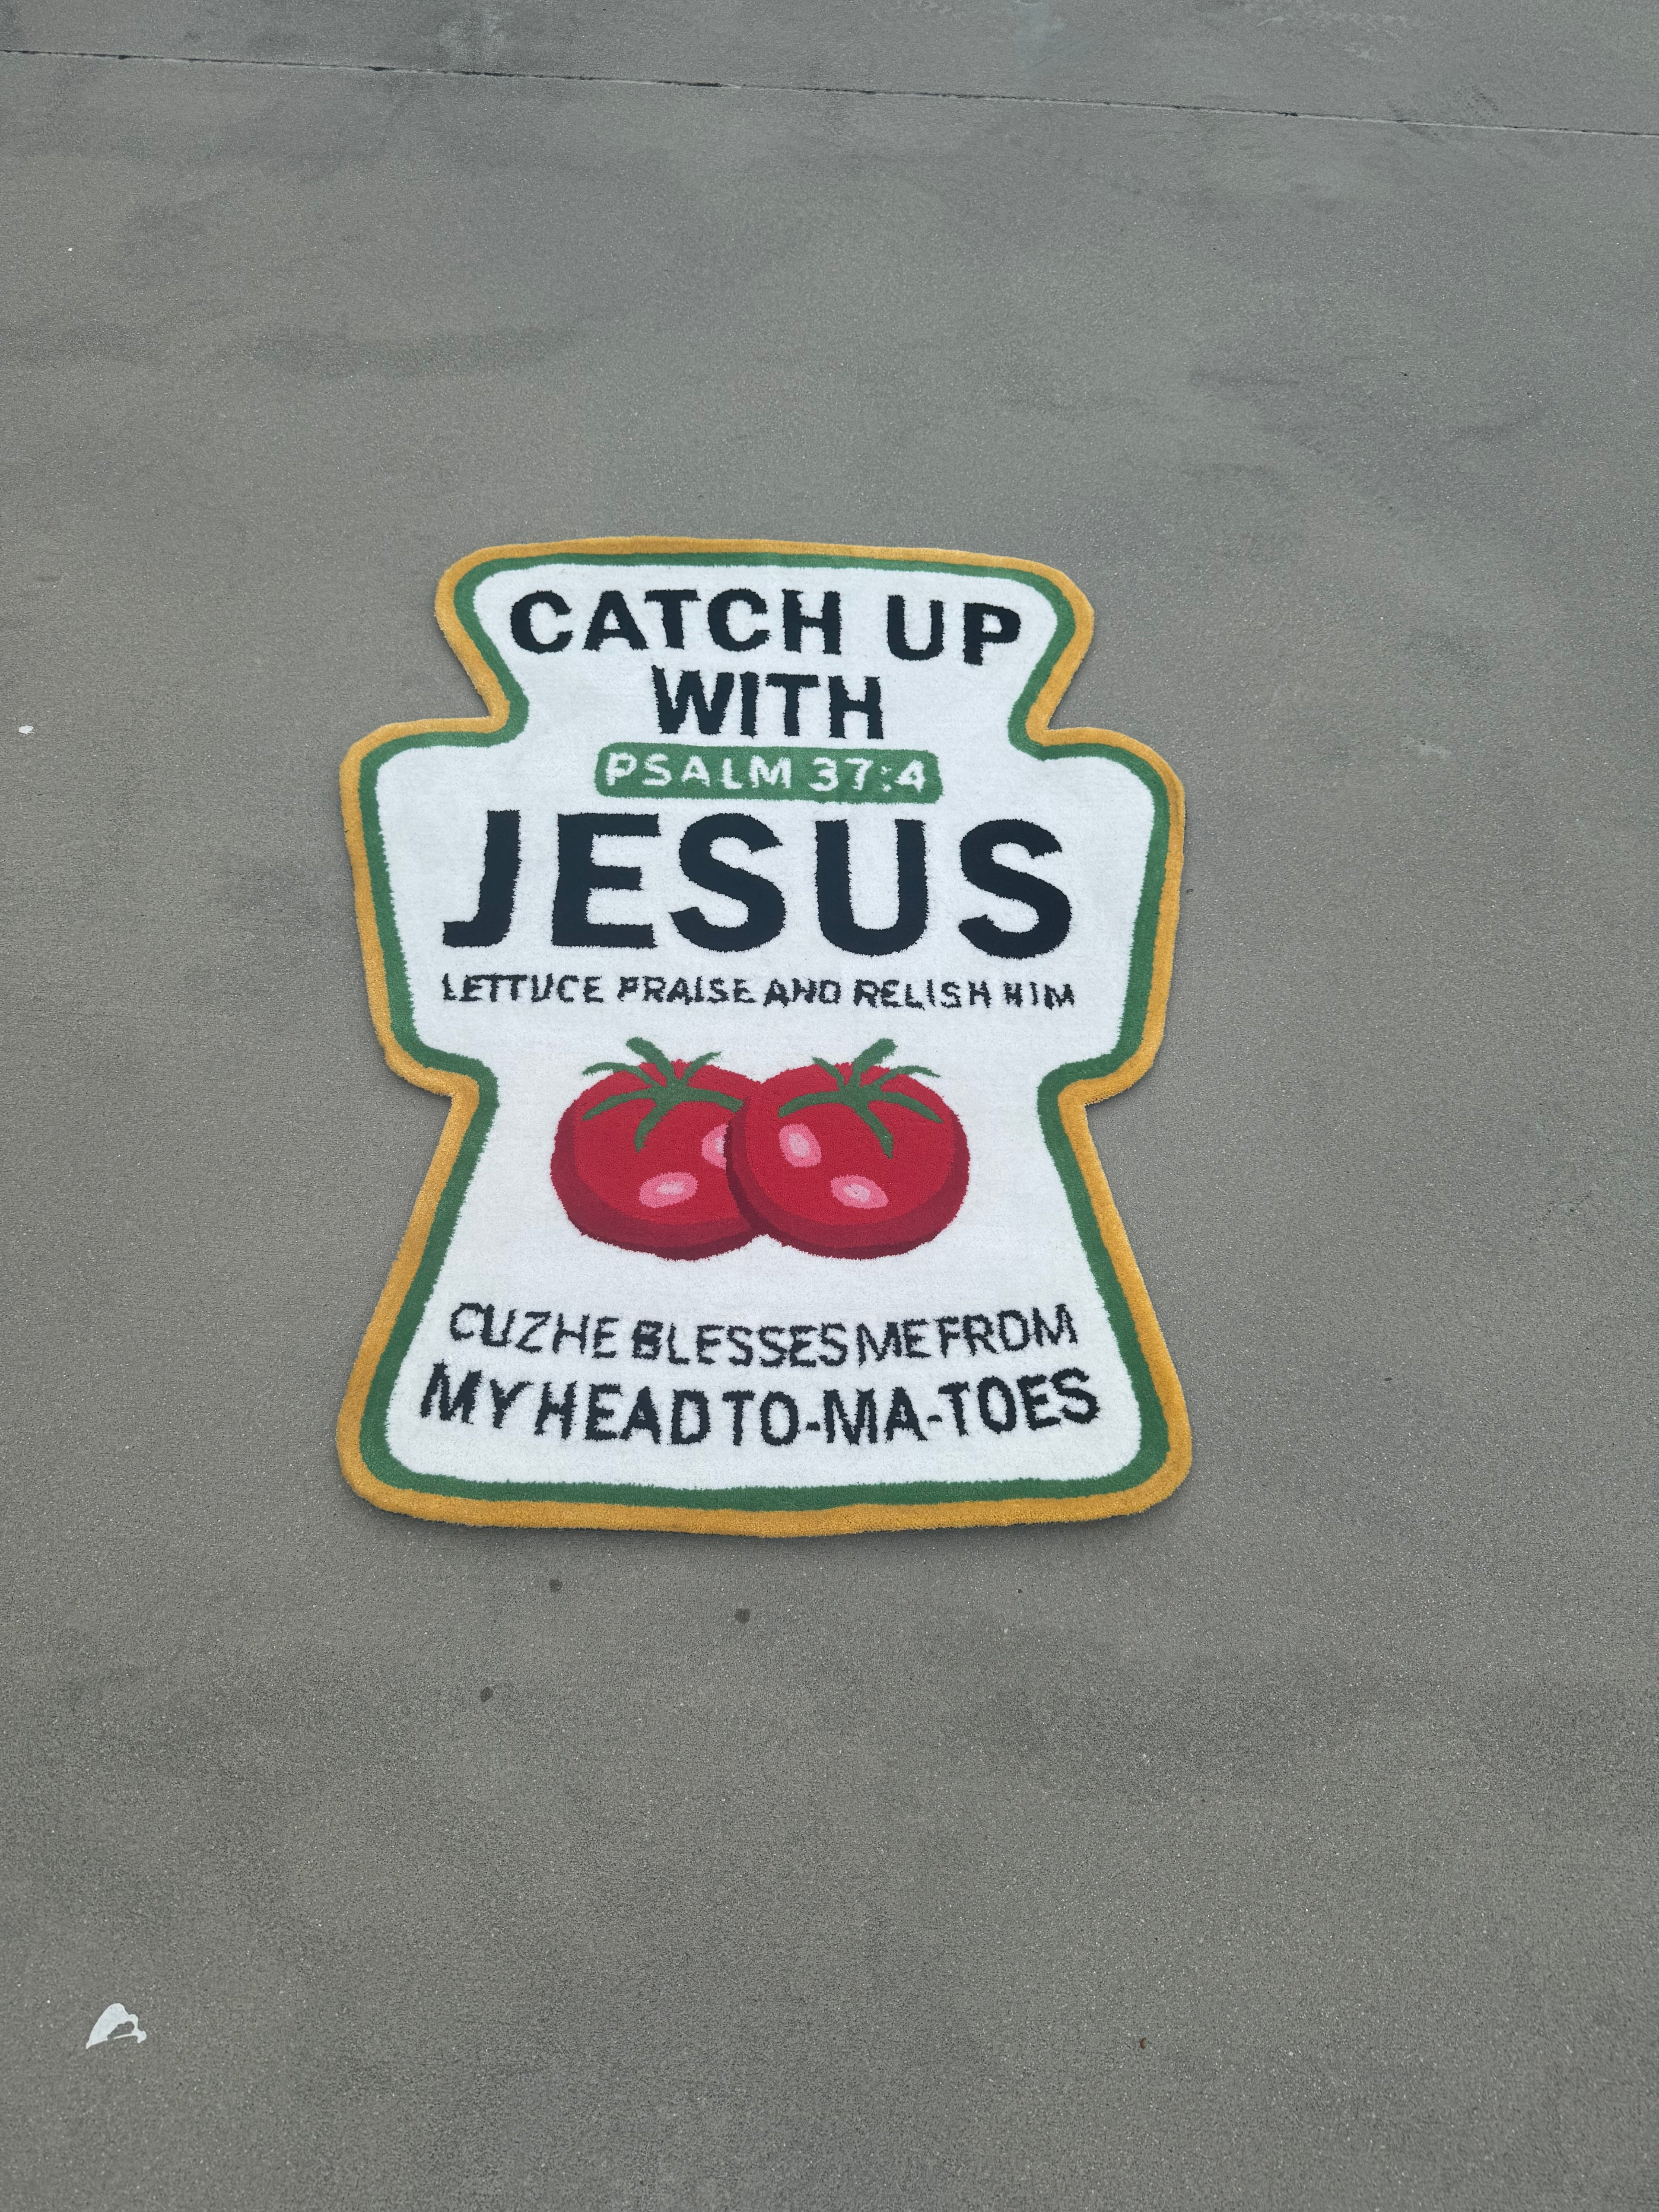 CATCH UP
WITH
PSALM 37:4
JESUS
LETTUCE PRAISE AND RELISH HIM
CUZ HE BLESSES ME FROM
MY HEAD TO-MA-TOES